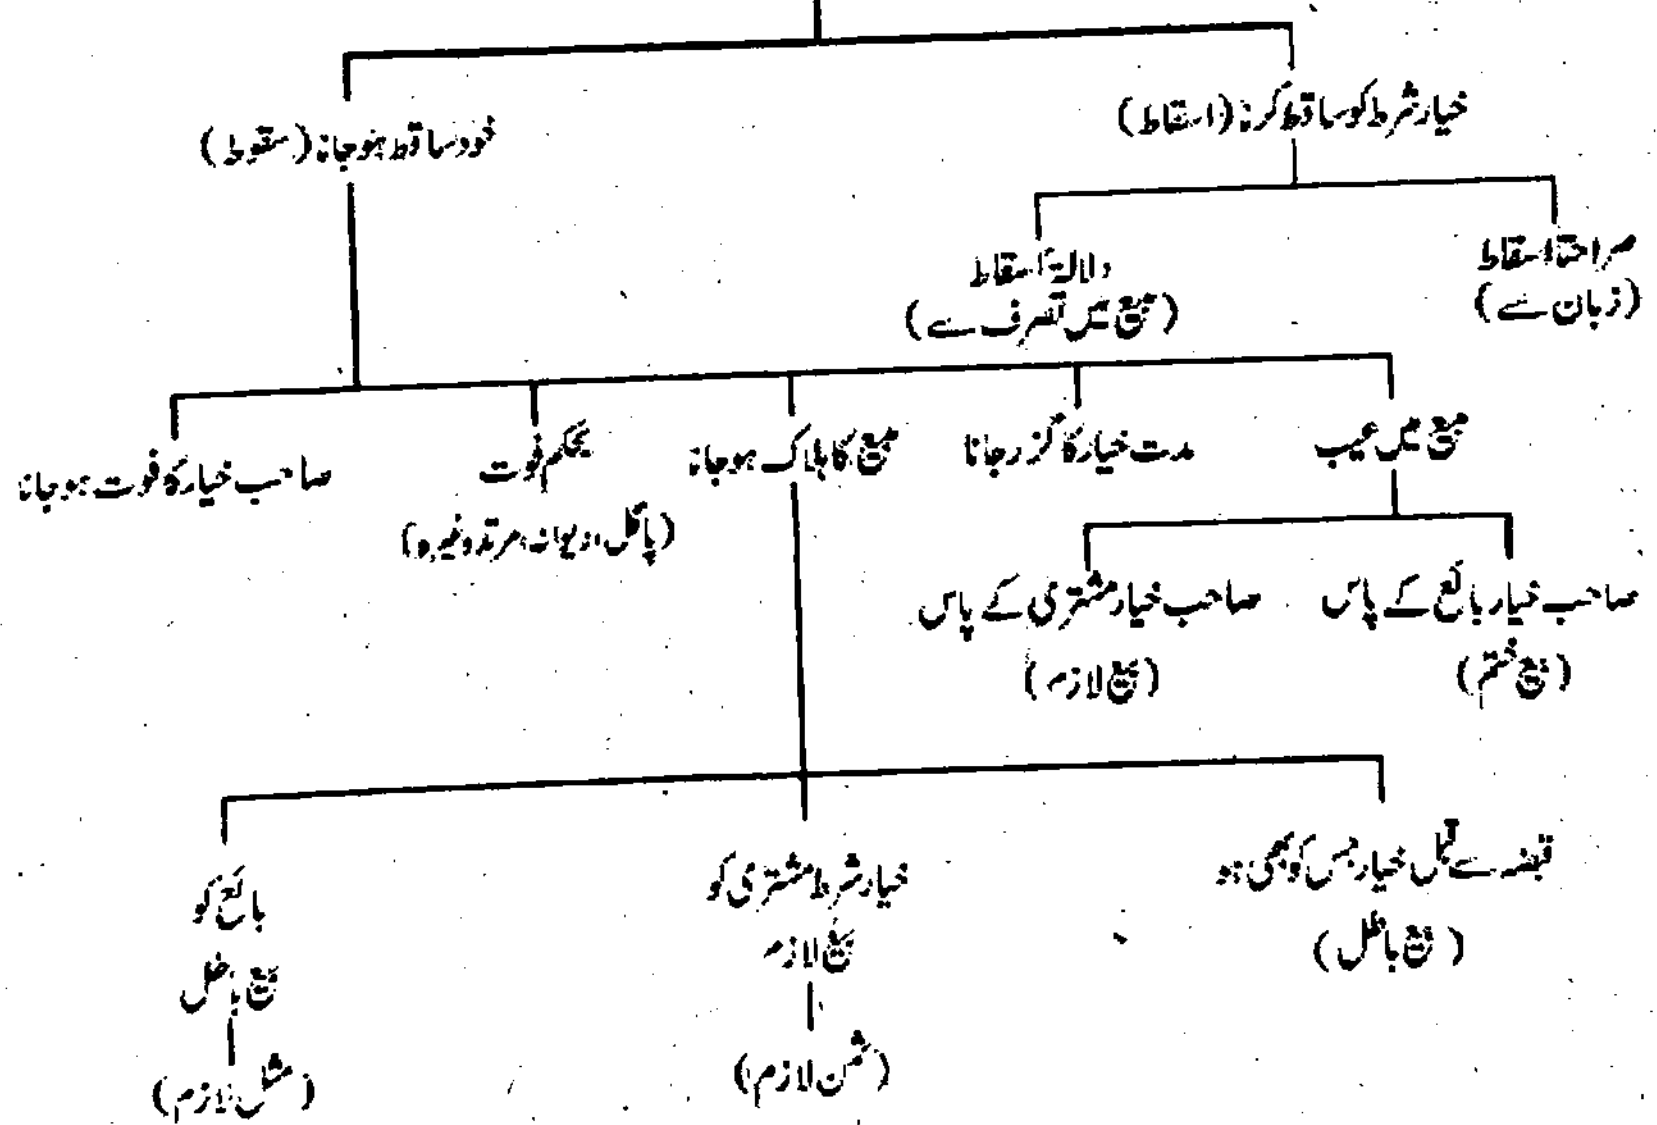 خیار شرط کو ساقط کرنا (اسقاط)
خود ساقط ہو جانا (سقوط)
صراحتاً اسقاط
(زبان سے)
دلالۃً اسقاط
(مبیع میں تصرف سے)
مبیع میں عیب
مدت خیار کا گزر جانا
مبیع کا ہلاک ہو جانا
بحکم فوت
(پاگل، دیوانہ، مرتد وغیرہ)
صاحب خیار کا فوت ہو جانا
صاحب خیار بائع کے پاس
(بیع ختم)
صاحب خیار مشتری کے پاس
(بیع لازم)
قبضہ سے قبل خیار جس کو بھی ہو
(بیع باطل)
خیار شرط مشتری کو
بیع لازم
(ثمن لازم)
بائع کو
بیع باطل
(مثل لازم)